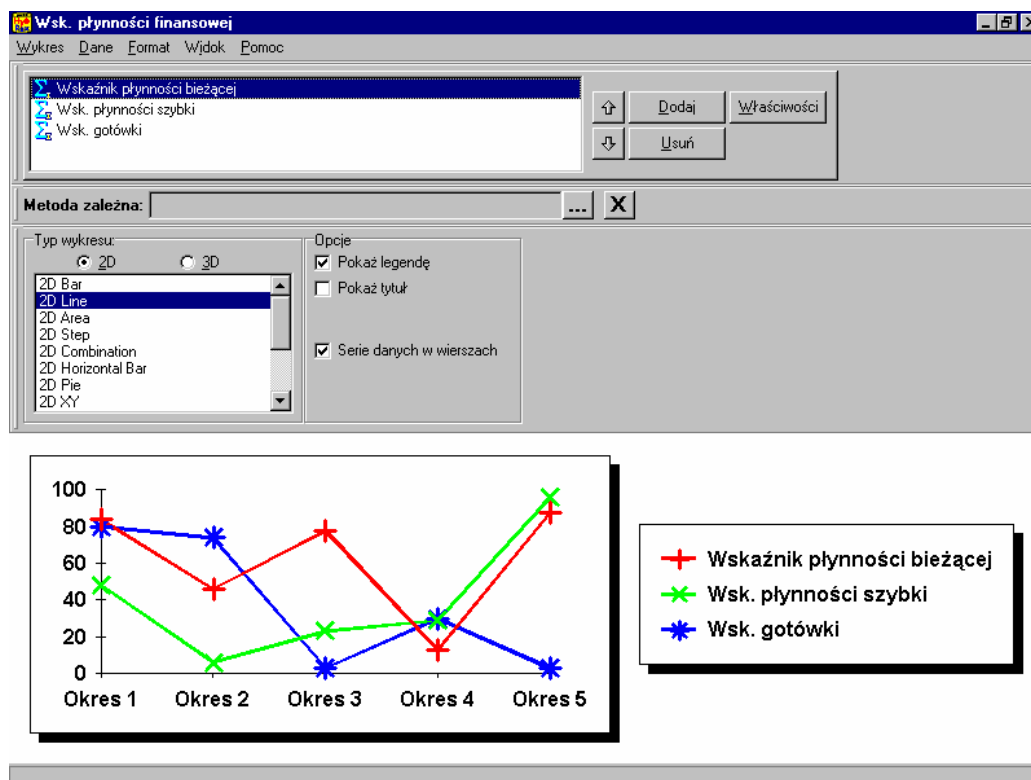 Wsk. płynności finansowej
Wykres Dane Format Widok Pomoc
Wskaźnik płynności bieżącej
Wsk. płynności szybki
Wsk. gotówki
Dodaj
Właściwości
Usuń
Metoda zależna:
...
X
Typ wykresu:
2D
3D
2D Bar
2D Line
2D Area
2D Step
2D Combination
2D Horizontal Bar
2D Pie
2D XY
Opcje
Pokaż legendę
Pokaż tytuł
Serie danych w wierszach
100
80
60
40
20
0
Okres 1 Okres 2 Okres 3 Okres 4 Okres 5
Wskaźnik płynności bieżącej
Wsk. płynności szybki
Wsk. gotówki